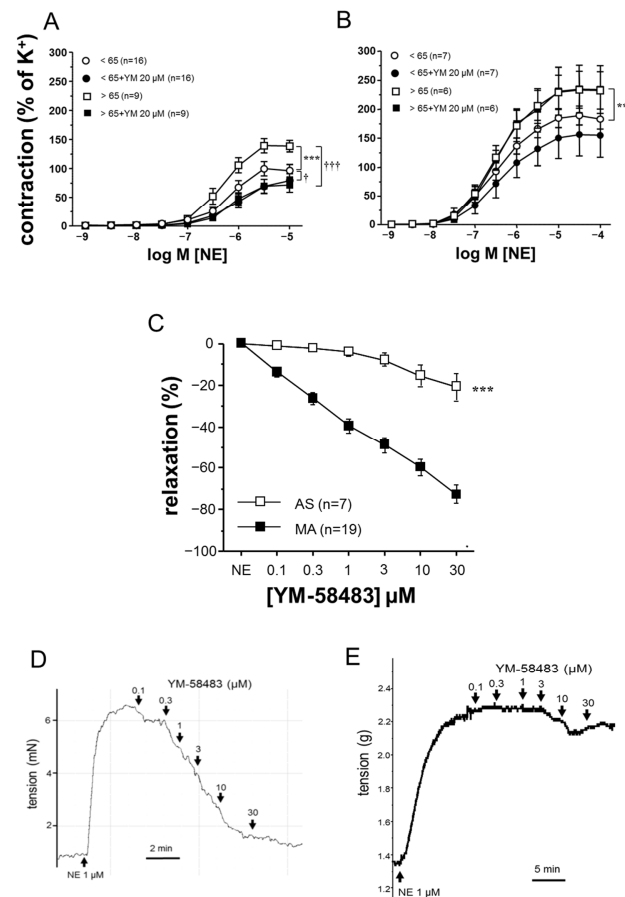 A
< 65 (n=16)
< 65+YM 20 µM (n=16)
> 65 (n=9)
> 65+YM 20 µM (n=9)
contraction (% of K+)
300
250
200
150
100
50
0
***
†
†††
−9 −8 −7 −6 −5
log M [NE]
B
< 65 (n=7)
< 65+YM 20 µM (n=7)
> 65 (n=6)
> 65+YM 20 µM (n=6)
300
250
200
150
100
50
0
**
−9 −8 −7 −6 −5 −4
log M [NE]
C
relaxation (%)
0
−20
−40
−60
−80
−100
***
AS (n=7)
MA (n=19)
NE 0.1 0.3 1 3 10 30
[YM-58483] µM
D
YM-58483 (µM)
0.1
0.3
1
3
10
30
tension (mN)
6
4
2
NE 1 µM
2 min
E
YM-58483 (µM)
0.1
0.3
1
3
10
30
tension (g)
2.4
2.2
2.0
1.8
1.6
1.4
1.2
NE 1 µM
5 min